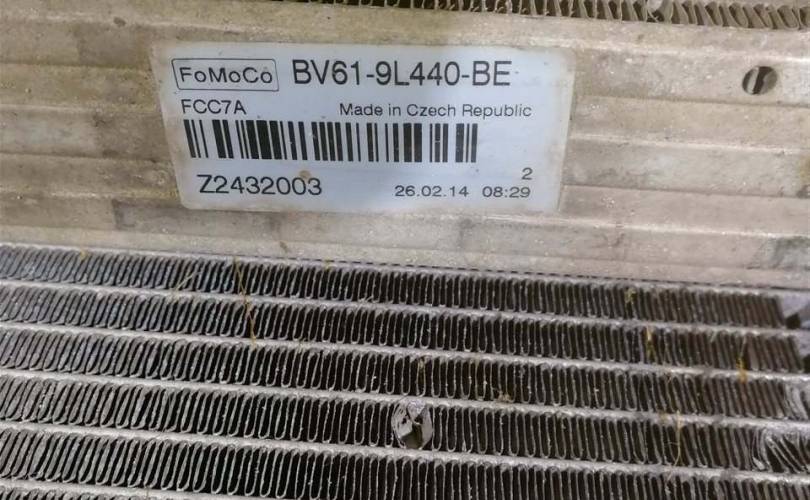 FoMoCo BV61-9L440-BE
FCC7A Made in Czech Republic
2
Z2432003 26.02.14 08:29